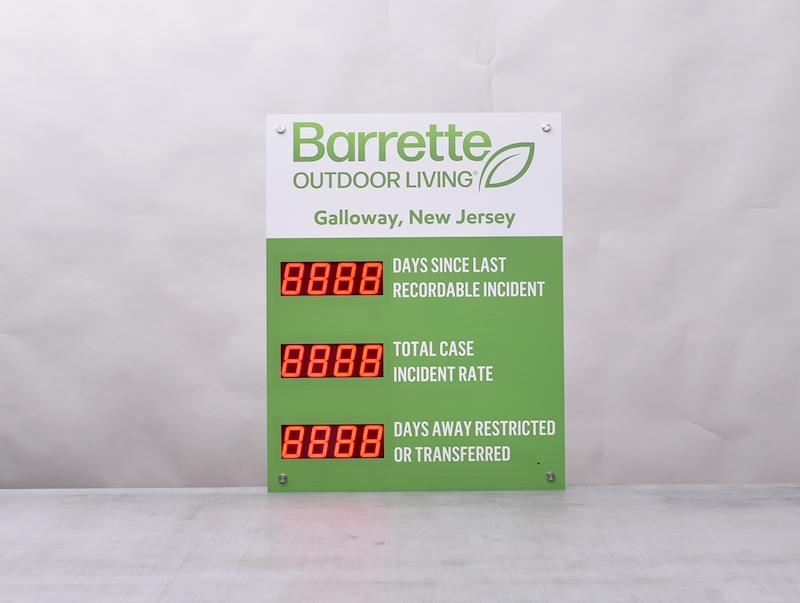 Barrette
OUTDOOR LIVING®
Galloway, New Jersey
8888
DAYS SINCE LAST
RECORDABLE INCIDENT
8888
TOTAL CASE
INCIDENT RATE
8888
DAYS AWAY RESTRICTED
OR TRANSFERRED